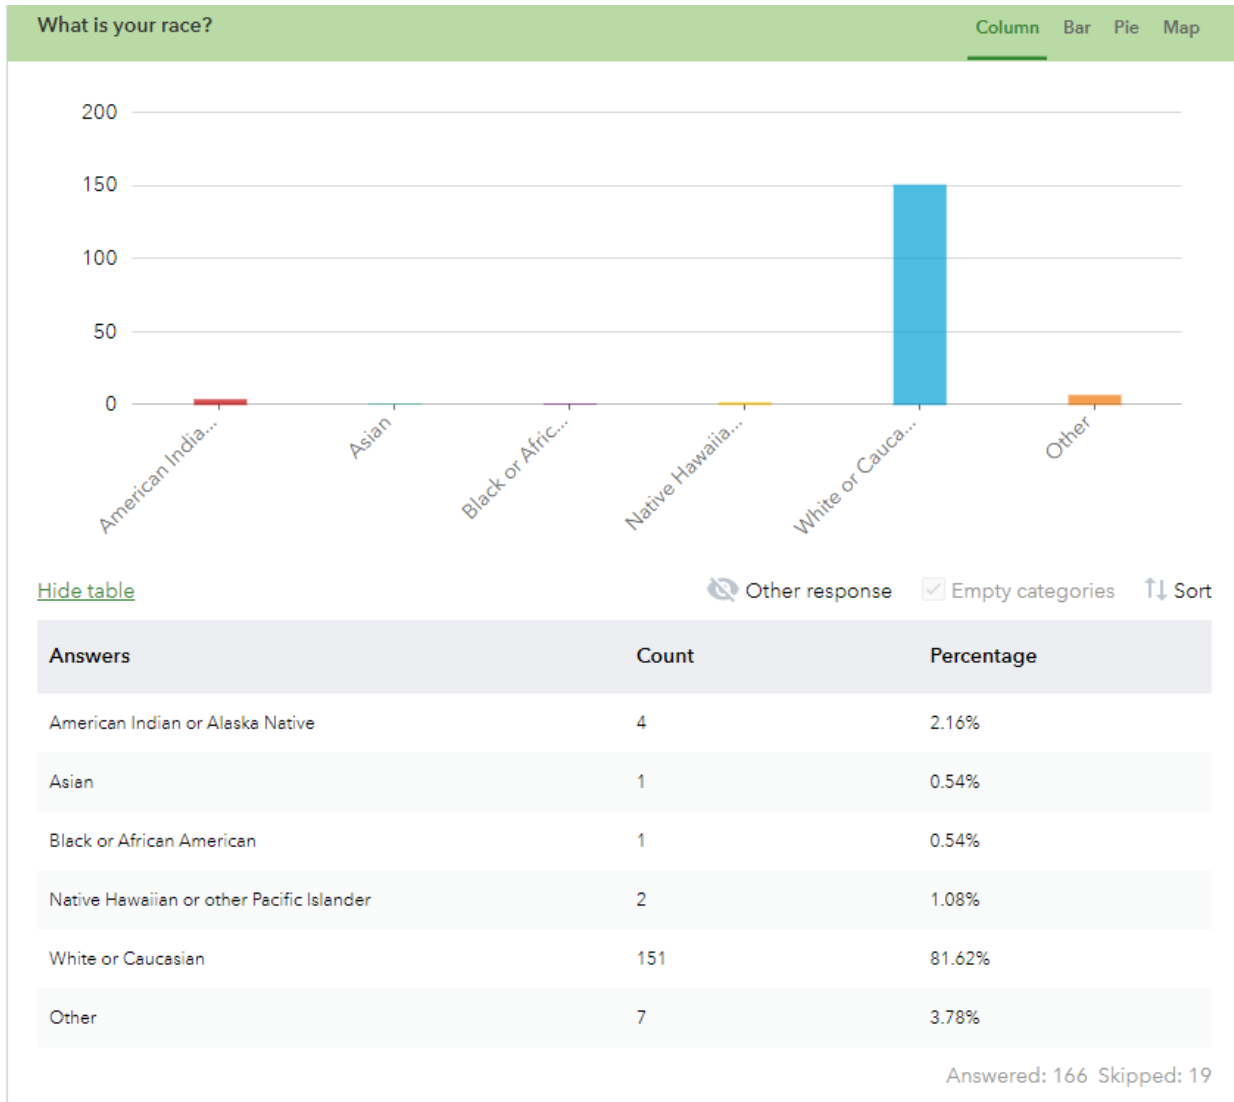 What is your race? Column Bar Pie Map
200
150
100
50
0
American India...
Asian
Black or Afric...
Native Hawaiia...
White or Cauca...
Other
Hide table Other response Empty categories Sort
Answers Count Percentage
American Indian or Alaska Native 4 2.16%
Asian 1 0.54%
Black or African American 1 0.54%
Native Hawaiian or other Pacific Islander 2 1.08%
White or Caucasian 151 81.62%
Other 7 3.78%
Answered: 166 Skipped: 19